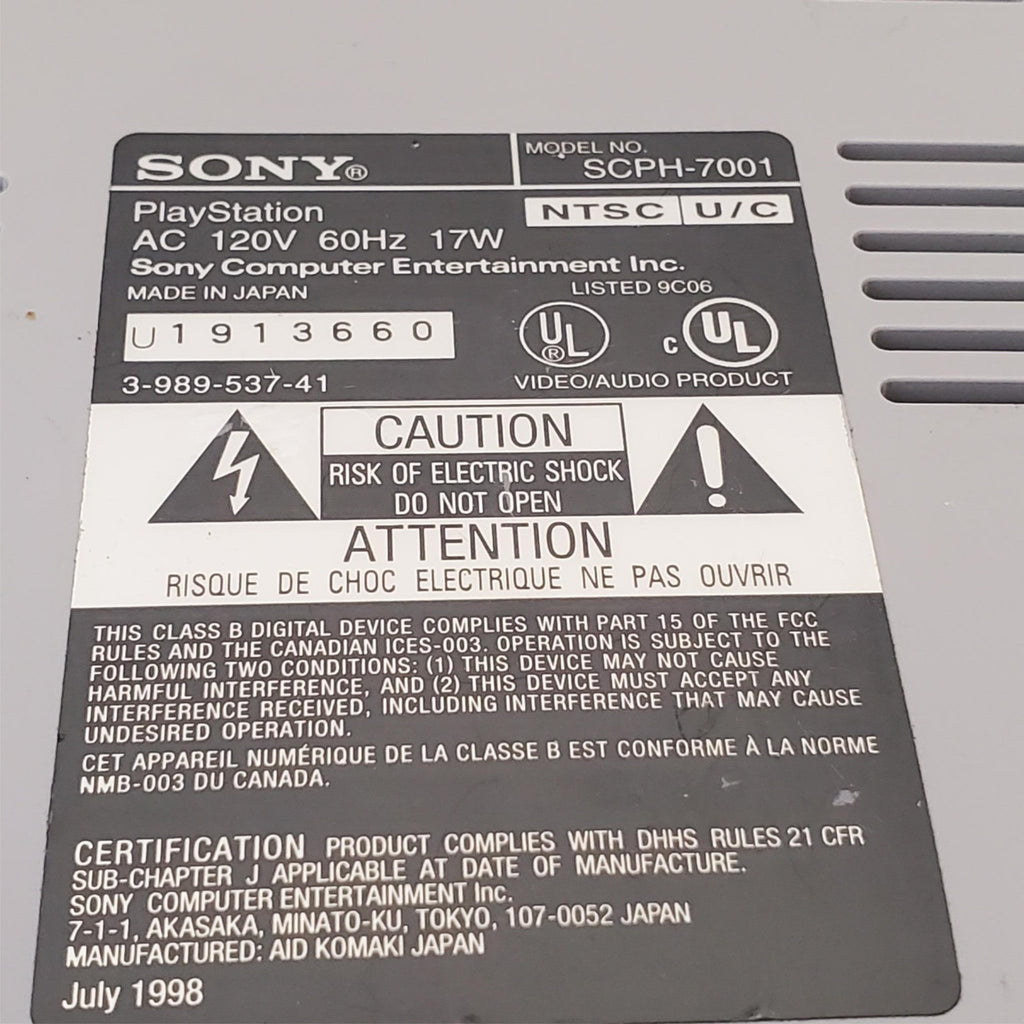 SONY®
MODEL NO.
SCPH-7001
PlayStation
NTSC U/C
AC 120V 60Hz 17W
Sony Computer Entertainment Inc.
MADE IN JAPAN
LISTED 9C06
U1913660
UL® C UL
3-989-537-41
VIDEO/AUDIO PRODUCT
CAUTION
RISK OF ELECTRIC SHOCK
DO NOT OPEN
ATTENTION
RISQUE DE CHOC ELECTRIQUE NE PAS OUVRIR
THIS CLASS B DIGITAL DEVICE COMPLIES WITH PART 15 OF THE FCC
RULES AND THE CANADIAN ICES-003. OPERATION IS SUBJECT TO THE
FOLLOWING TWO CONDITIONS: (1) THIS DEVICE MAY NOT CAUSE
HARMFUL INTERFERENCE, AND (2) THIS DEVICE MUST ACCEPT ANY
INTERFERENCE RECEIVED, INCLUDING INTERFERENCE THAT MAY CAUSE
UNDESIRED OPERATION.
CET APPAREIL NUMÉRIQUE DE LA CLASSE B EST CONFORME À LA NORME
NMB-003 DU CANADA.
CERTIFICATION PRODUCT COMPLIES WITH DHHS RULES 21 CFR
SUB-CHAPTER J APPLICABLE AT DATE OF MANUFACTURE.
SONY COMPUTER ENTERTAINMENT Inc.
7-1-1, AKASAKA, MINATO-KU, TOKYO, 107-0052 JAPAN
MANUFACTURED: AID KOMAKI JAPAN
July 1998